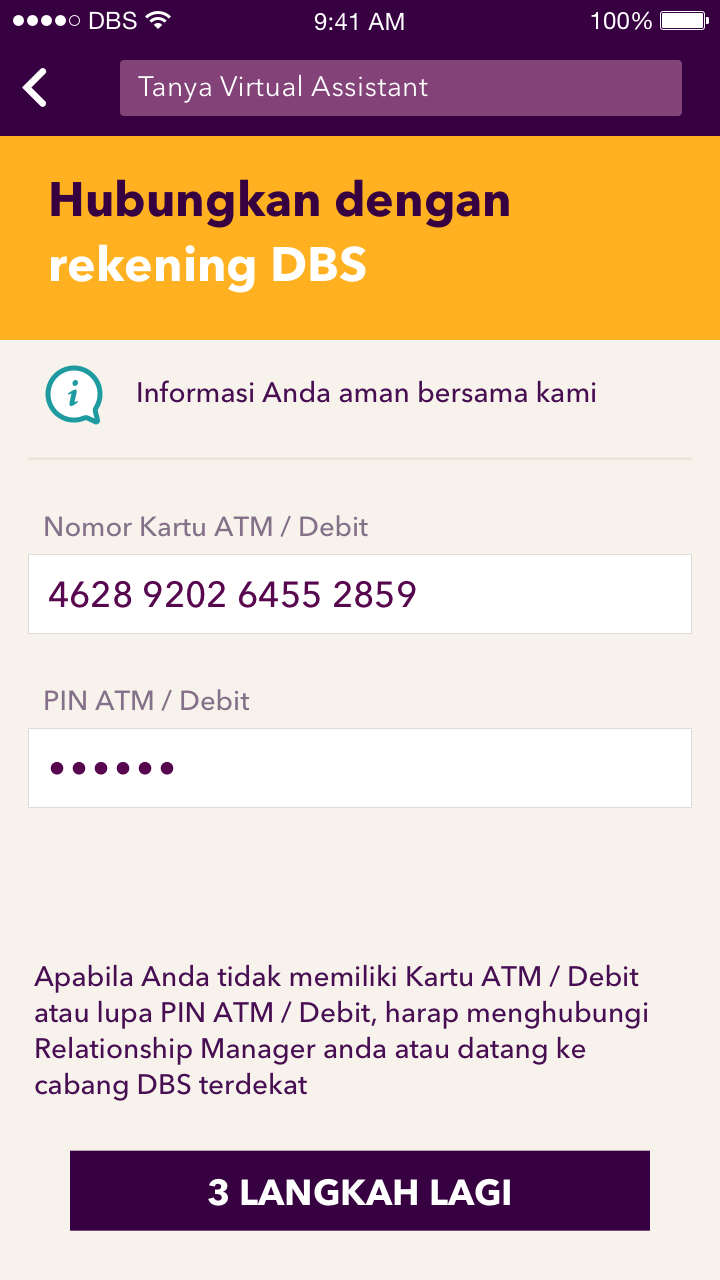 DBS 9:41 AM 100%
Tanya Virtual Assistant
Hubungkan dengan
rekening DBS
i Informasi Anda aman bersama kami
Nomor Kartu ATM / Debit
4628 9202 6455 2859
PIN ATM / Debit
••••••
Apabila Anda tidak memiliki Kartu ATM / Debit
atau lupa PIN ATM / Debit, harap menghubungi
Relationship Manager anda atau datang ke
cabang DBS terdekat
3 LANGKAH LAGI